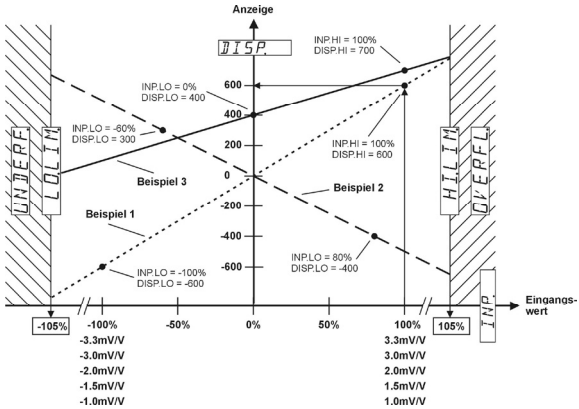 Anzeige
DISP.
INP.HI = 100%
DISP.HI = 700
INP.LO = 0%
DISP.LO = 400
INP.LO = -60%
DISP.LO = 300
INP.HI = 100%
DISP.HI = 600
UNDERF.
LO.LIM.
HI.LIM.
OVERFL.
600
400
200
0
-200
-400
-600
Beispiel 3
Beispiel 2
Beispiel 1
INP.LO = 80%
DISP.LO = -400
INP.LO = -100%
DISP.LO = -600
INP.
Eingangs-
wert
-105%
-100%
-50%
0%
50%
100%
105%
-3.3mV/V
3.3mV/V
-3.0mV/V
3.0mV/V
-2.0mV/V
2.0mV/V
-1.5mV/V
1.5mV/V
-1.0mV/V
1.0mV/V